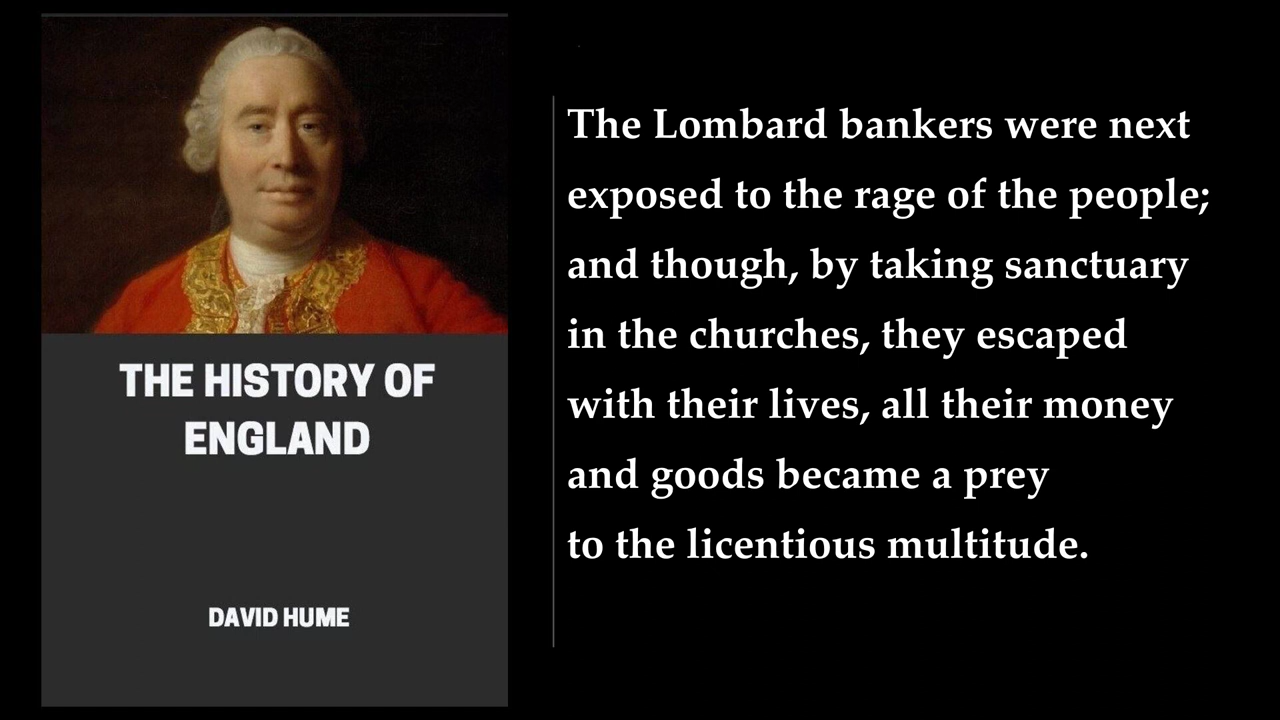 THE HISTORY OF
ENGLAND
DAVID HUME
The Lombard bankers were next
exposed to the rage of the people;
and though, by taking sanctuary
in the churches, they escaped
with their lives, all their money
and goods became a prey
to the licentious multitude.